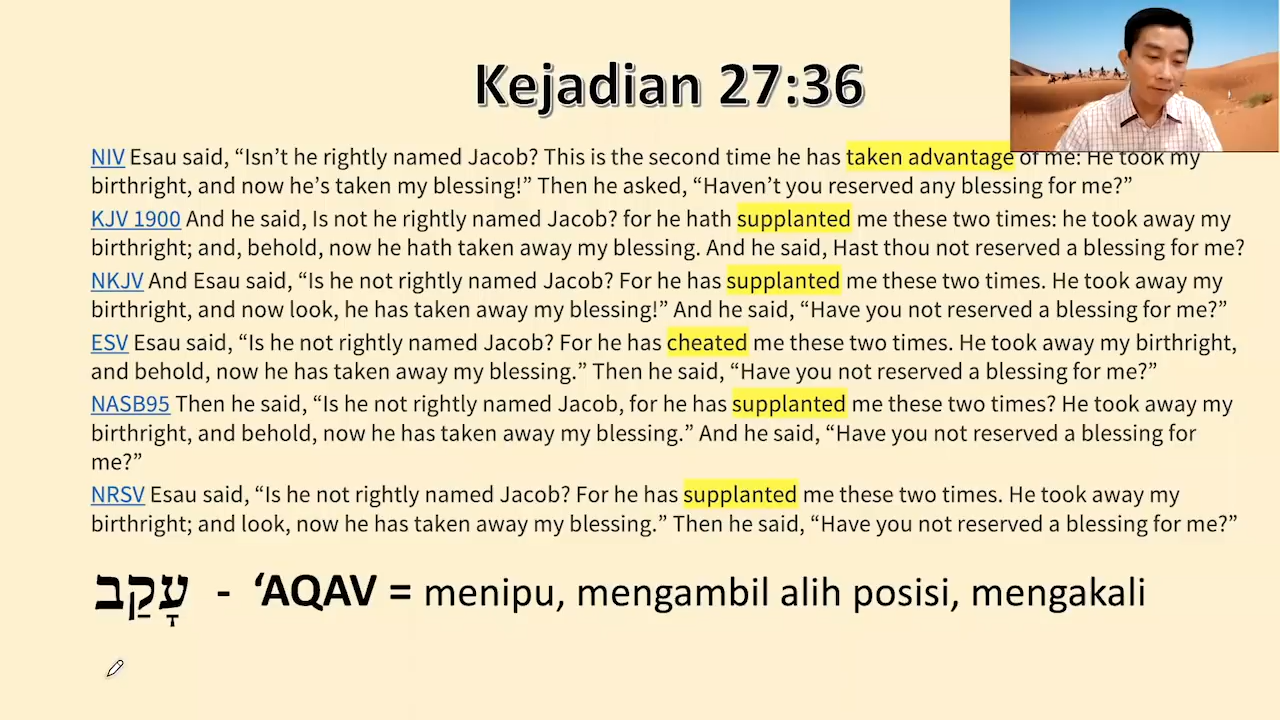 Kejadian 27:36
NIV Esau said, “Isn’t he rightly named Jacob? This is the second time he has taken advantage of me: He took my
birthright, and now he’s taken my blessing!” Then he asked, “Haven’t you reserved any blessing for me?”
KJV 1900 And he said, Is not he rightly named Jacob? for he hath supplanted me these two times: he took away my
birthright; and, behold, now he hath taken away my blessing. And he said, Hast thou not reserved a blessing for me?
NKJV And Esau said, “Is he not rightly named Jacob? For he has supplanted me these two times. He took away my
birthright, and now look, he has taken away my blessing!” And he said, “Have you not reserved a blessing for me?”
ESV Esau said, “Is he not rightly named Jacob? For he has cheated me these two times. He took away my birthright,
and behold, now he has taken away my blessing.” Then he said, “Have you not reserved a blessing for me?”
NASB95 Then he said, “Is he not rightly named Jacob, for he has supplanted me these two times? He took away my
birthright, and behold, now he has taken away my blessing.” And he said, “Have you not reserved a blessing for
me?”
NRSV Esau said, “Is he not rightly named Jacob? For he has supplanted me these two times. He took away my
birthright; and look, now he has taken away my blessing.” Then he said, “Have you not reserved a blessing for me?”
עָקַב - ‘AQAV = menipu, mengambil alih posisi, mengakali